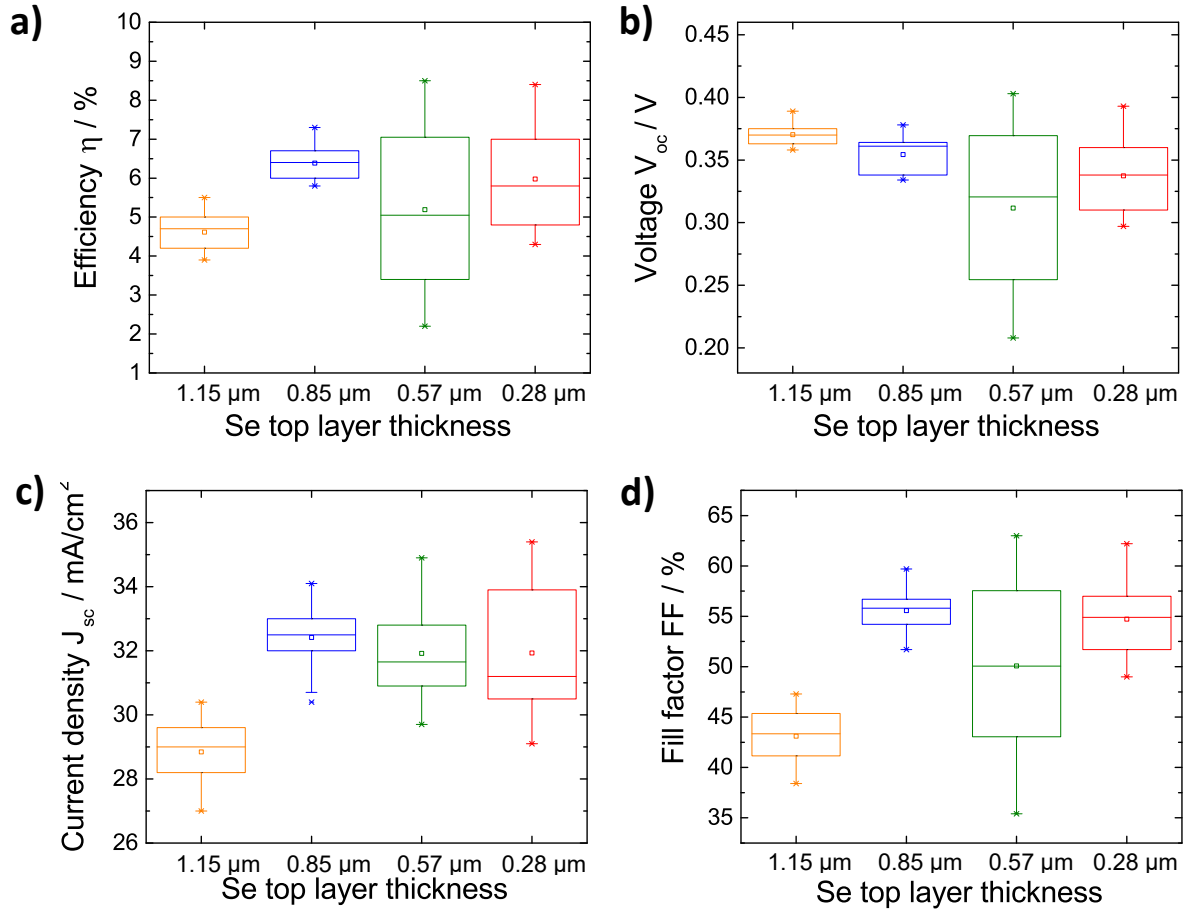 a)
Efficiency η / %
10
9
8
7
6
5
4
3
2
1
1.15 µm 0.85 µm 0.57 µm 0.28 µm
Se top layer thickness
b)
Voltage Voc / V
0.45
0.40
0.35
0.30
0.25
0.20
1.15 µm 0.85 µm 0.57 µm 0.28 µm
Se top layer thickness
c)
Current density Jsc / mA/cm²
36
34
32
30
28
26
1.15 µm 0.85 µm 0.57 µm 0.28 µm
Se top layer thickness
d)
Fill factor FF / %
65
60
55
50
45
40
35
1.15 µm 0.85 µm 0.57 µm 0.28 µm
Se top layer thickness